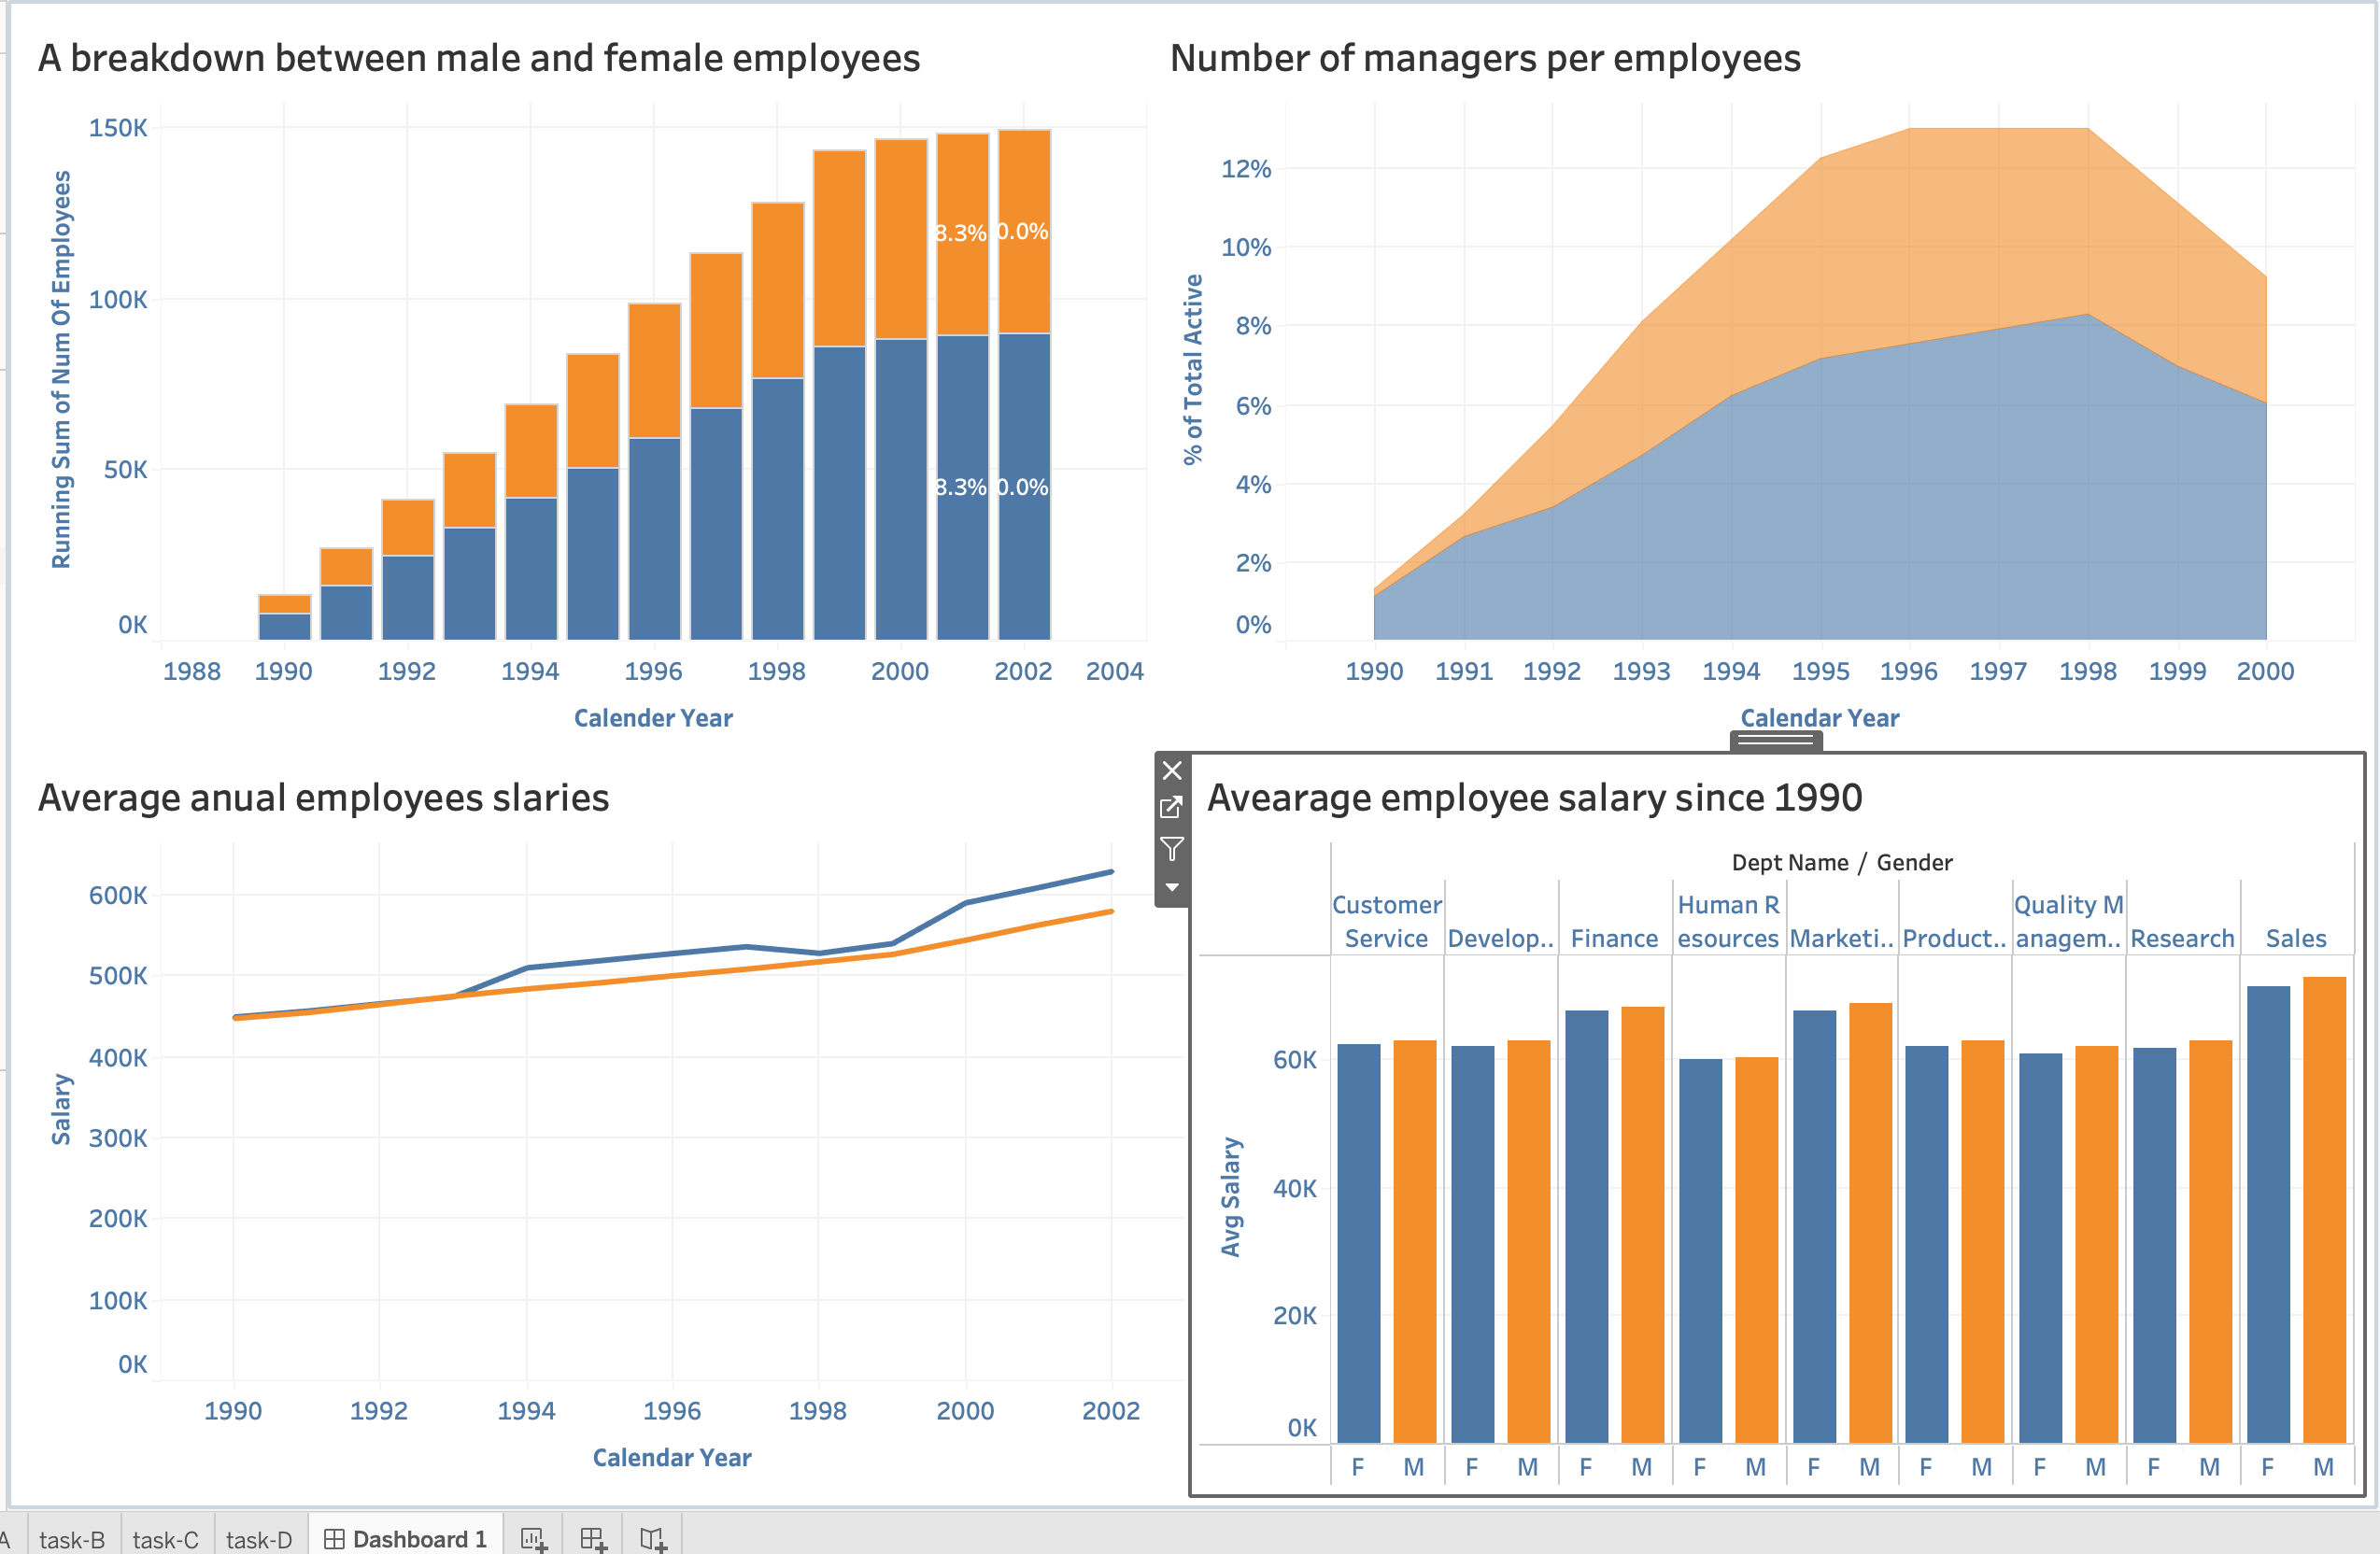 A breakdown between male and female employees
150K
100K
50K
0K
Running Sum of Num Of Employees
8.3% 0.0%
8.3% 0.0%
1988 1990 1992 1994 1996 1998 2000 2002 2004
Calender Year
Number of managers per employees
12%
10%
8%
6%
4%
2%
0%
% of Total Active
1990 1991 1992 1993 1994 1995 1996 1997 1998 1999 2000
Calendar Year
Average anual employees slaries
600K
500K
400K
300K
200K
100K
0K
Salary
1990 1992 1994 1996 1998 2000 2002
Calendar Year
Avearage employee salary since 1990
Dept Name / Gender
Customer Human R Quality M
Service Develop.. Finance esources Marketi.. Product.. anagem.. Research Sales
60K
40K
20K
0K
Avg Salary
F M F M F M F M F M F M F M F M F M
A task-B task-C task-D Dashboard 1